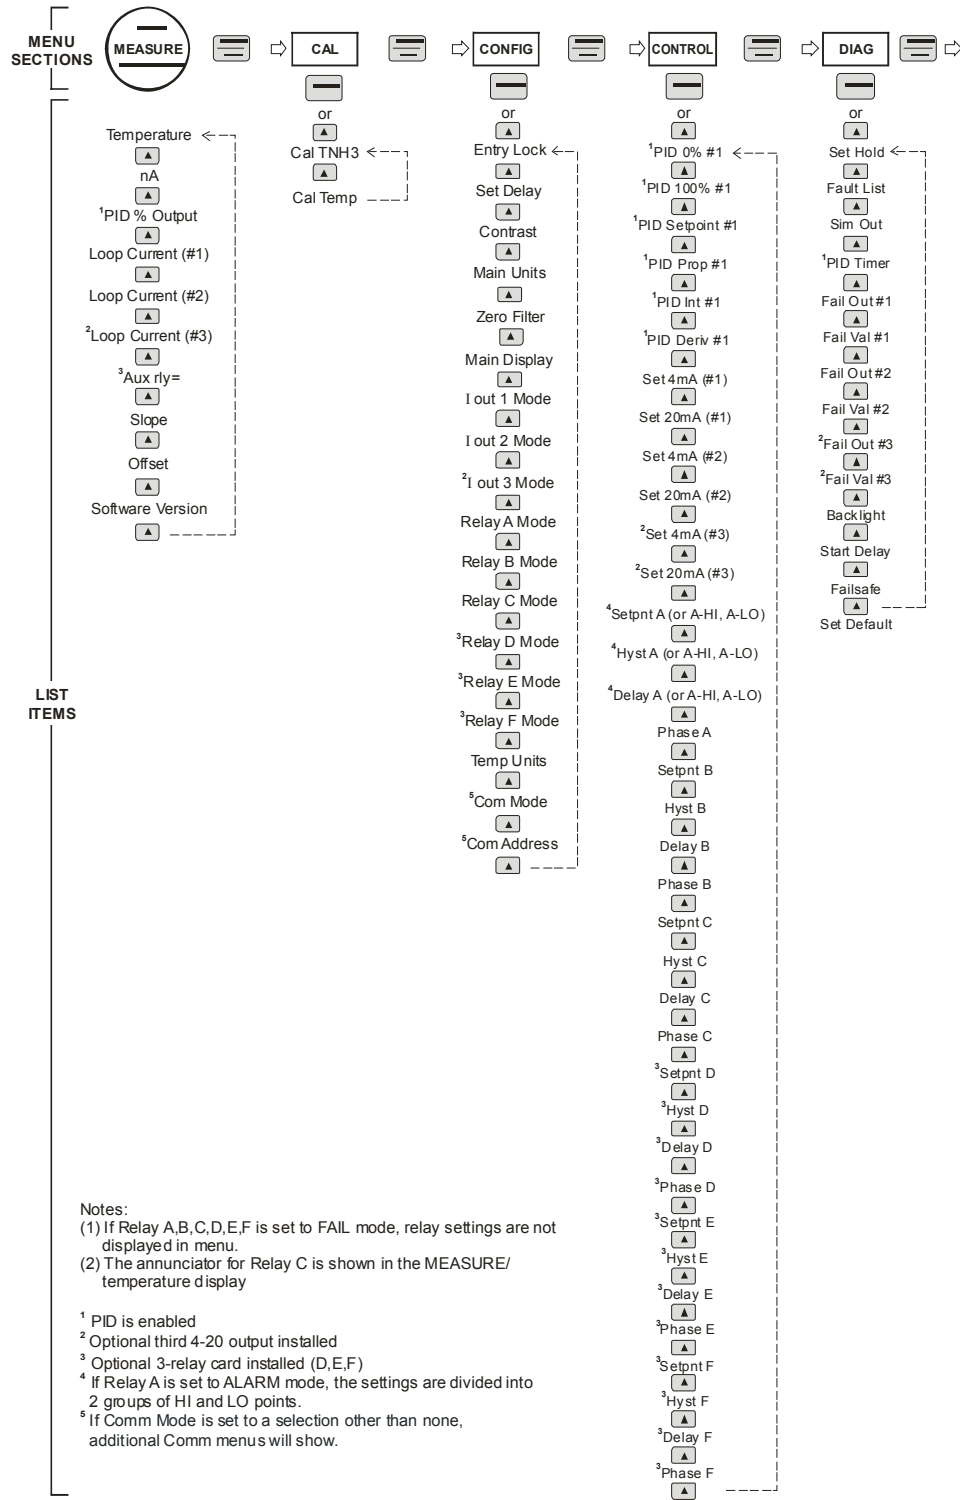 MENU
SECTIONS
MEASURE
CAL
CONFIG
CONTROL
DIAG
LIST
ITEMS
Temperature
nA
¹PID % Output
Loop Current (#1)
Loop Current (#2)
²Loop Current (#3)
³Aux rly=
Slope
Offset
Software Version
or
Cal TNH3
Cal Temp
or
Entry Lock
Set Delay
Contrast
Main Units
Zero Filter
Main Display
I out 1 Mode
I out 2 Mode
²I out 3 Mode
Relay A Mode
Relay B Mode
Relay C Mode
³Relay D Mode
³Relay E Mode
³Relay F Mode
Temp Units
⁵Com Mode
⁵Com Address
or
¹PID 0% #1
¹PID 100% #1
¹PID Setpoint #1
¹PID Prop #1
¹PID Int #1
¹PID Deriv #1
Set 4mA (#1)
Set 20mA (#1)
Set 4mA (#2)
Set 20mA (#2)
²Set 4mA (#3)
²Set 20mA (#3)
⁴Setpnt A (or A-HI, A-LO)
⁴Hyst A (or A-HI, A-LO)
⁴Delay A (or A-HI, A-LO)
Phase A
Setpnt B
Hyst B
Delay B
Phase B
Setpnt C
Hyst C
Delay C
Phase C
³Setpnt D
³Hyst D
³Delay D
³Phase D
³Setpnt E
³Hyst E
³Delay E
³Phase E
³Setpnt F
³Hyst F
³Delay F
³Phase F
or
Set Hold
Fault List
Sim Out
¹PID Timer
Fail Out #1
Fail Val #1
Fail Out #2
Fail Val #2
²Fail Out #3
²Fail Val #3
Backlight
Start Delay
Failsafe
Set Default
Notes:
(1) If Relay A,B,C,D,E,F is set to FAIL mode, relay settings are not
displayed in menu.
(2) The annunciator for Relay C is shown in the MEASURE/
temperature display
¹ PID is enabled
² Optional third 4-20 output installed
³ Optional 3-relay card installed (D,E,F)
⁴ If Relay A is set to ALARM mode, the settings are divided into
2 groups of HI and LO points.
⁵ If Comm Mode is set to a selection other than none,
additional Comm menus will show.